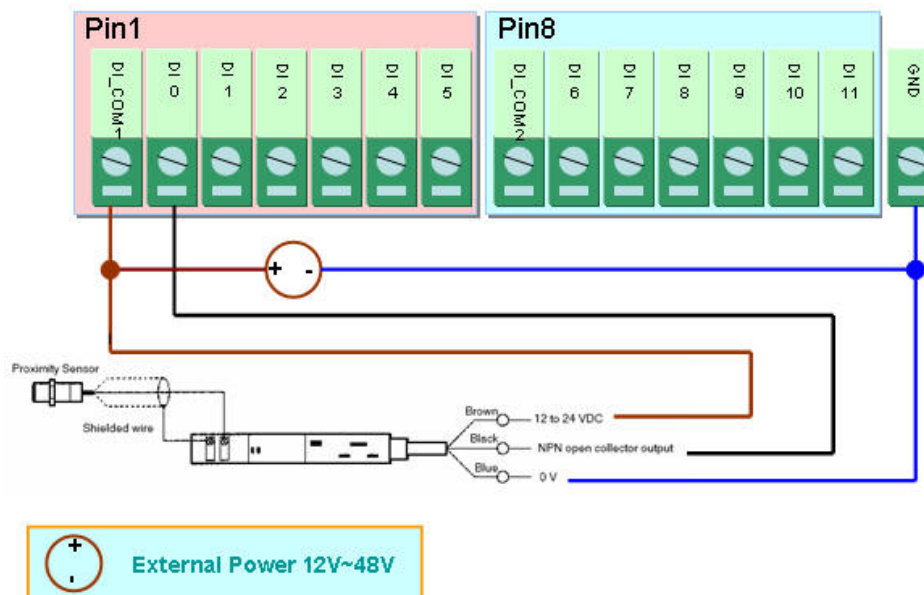 Pin1
Pin8
DI_COM1
DI 0
DI 1
DI 2
DI 3
DI 4
DI 5
DI_COM2
DI 6
DI 7
DI 8
DI 9
DI 10
DI 11
GND
+ -
Proximity Sensor
Shielded wire
Brown
12 to 24 VDC
Black
NPN open collector output
Blue
0 V
+
-
External Power 12V~48V